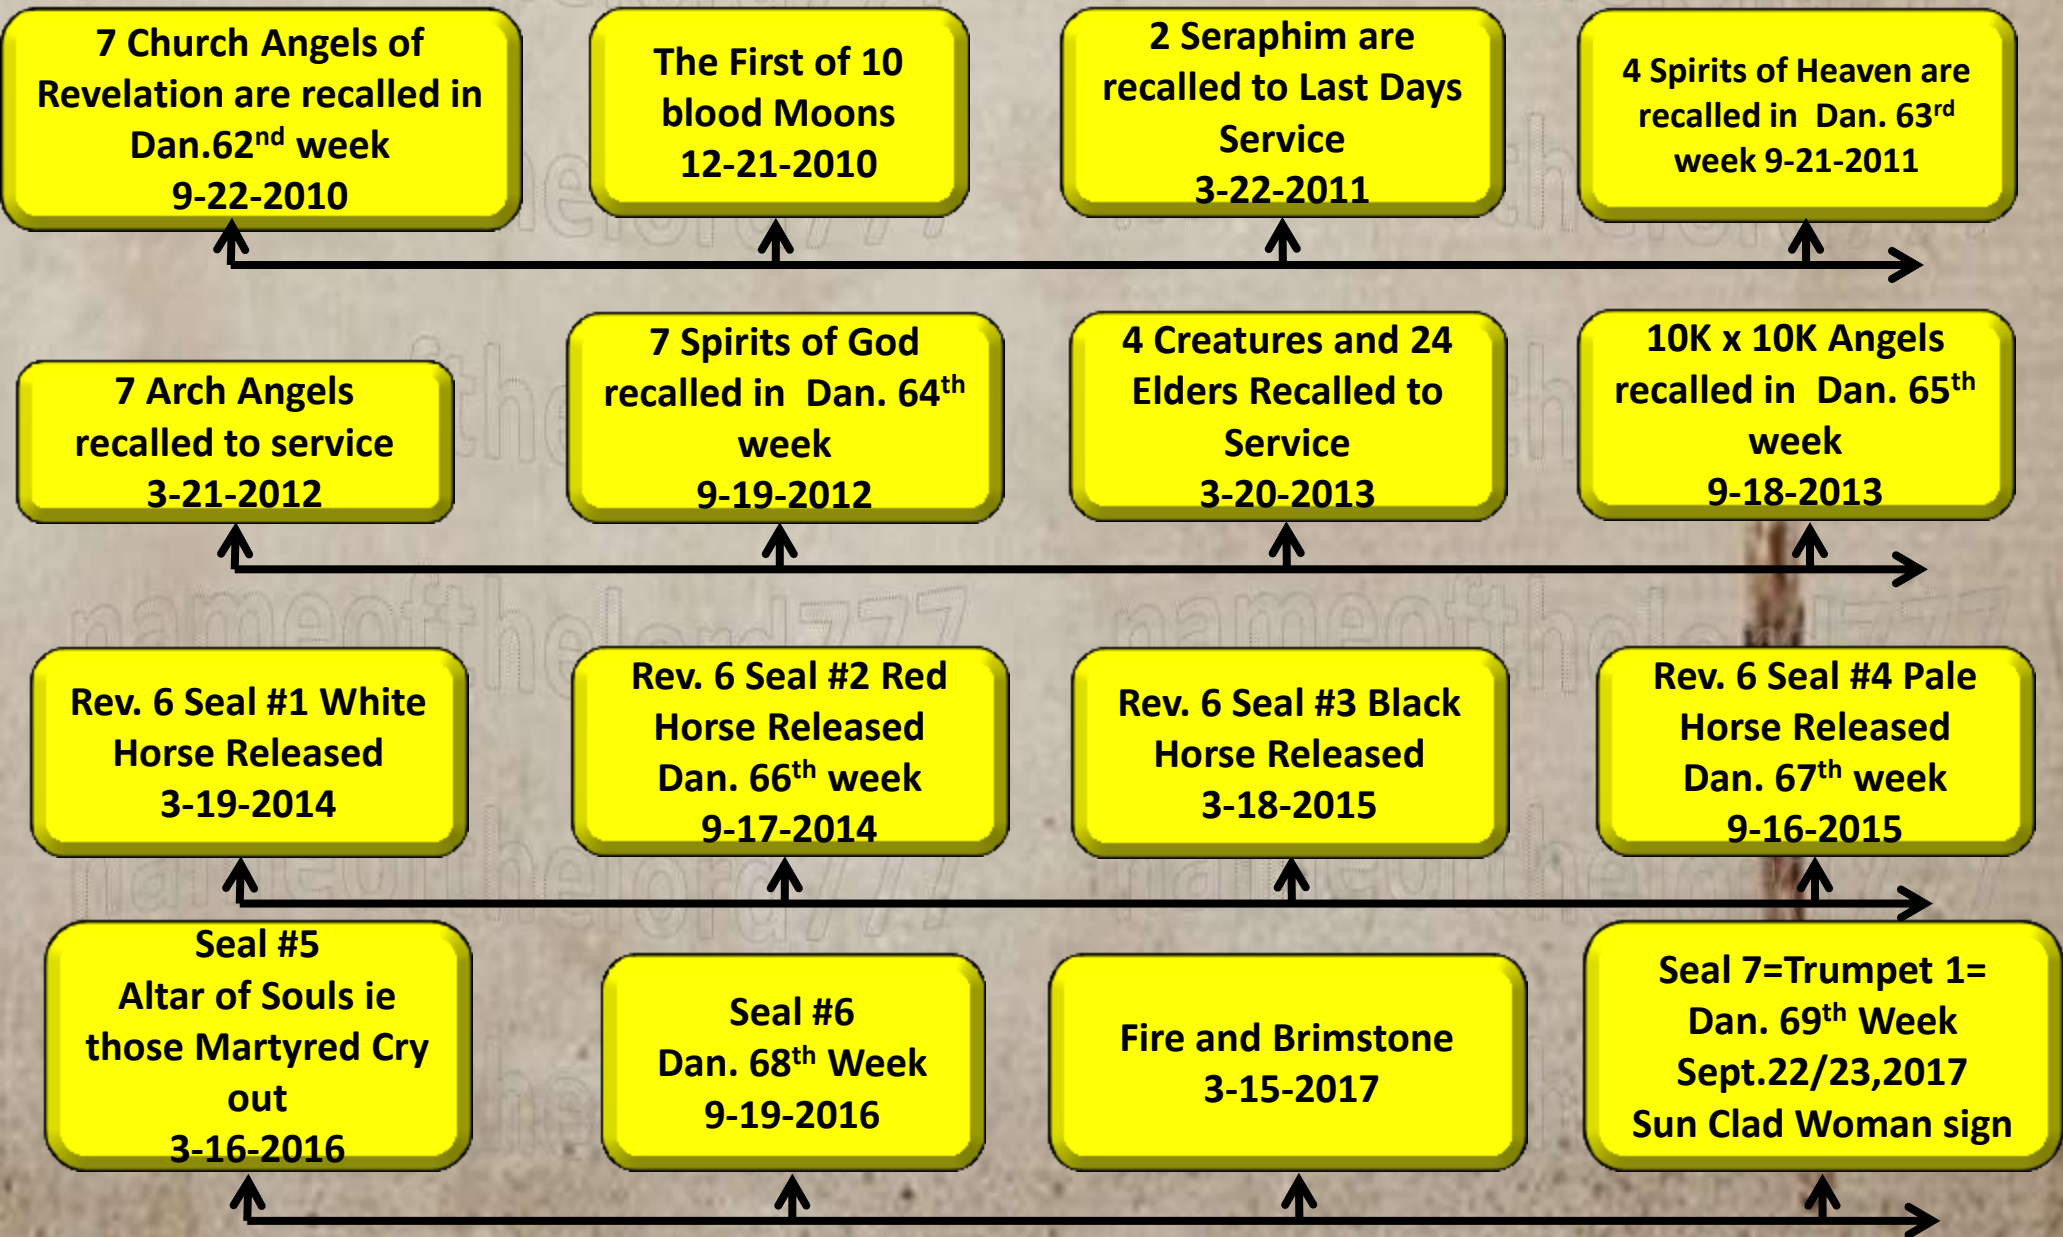 7 Church Angels of
Revelation are recalled in
Dan.62nd week
9-22-2010
The First of 10
blood Moons
12-21-2010
2 Seraphim are
recalled to Last Days
Service
3-22-2011
4 Spirits of Heaven are
recalled in Dan. 63rd
week 9-21-2011
7 Arch Angels
recalled to service
3-21-2012
7 Spirits of God
recalled in Dan. 64th
week
9-19-2012
4 Creatures and 24
Elders Recalled to
Service
3-20-2013
10K x 10K Angels
recalled in Dan. 65th
week
9-18-2013
nameofthelord777
nameofthelord777
Rev. 6 Seal #1 White
Horse Released
3-19-2014
Rev. 6 Seal #2 Red
Horse Released
Dan. 66th week
9-17-2014
Rev. 6 Seal #3 Black
Horse Released
3-18-2015
Rev. 6 Seal #4 Pale
Horse Released
Dan. 67th week
9-16-2015
nameofthelord777
nameofthelord777
Seal #5
Altar of Souls ie
those Martyred Cry
out
3-16-2016
Seal #6
Dan. 68th Week
9-19-2016
Fire and Brimstone
3-15-2017
Seal 7=Trumpet 1=
Dan. 69th Week
Sept.22/23,2017
Sun Clad Woman sign